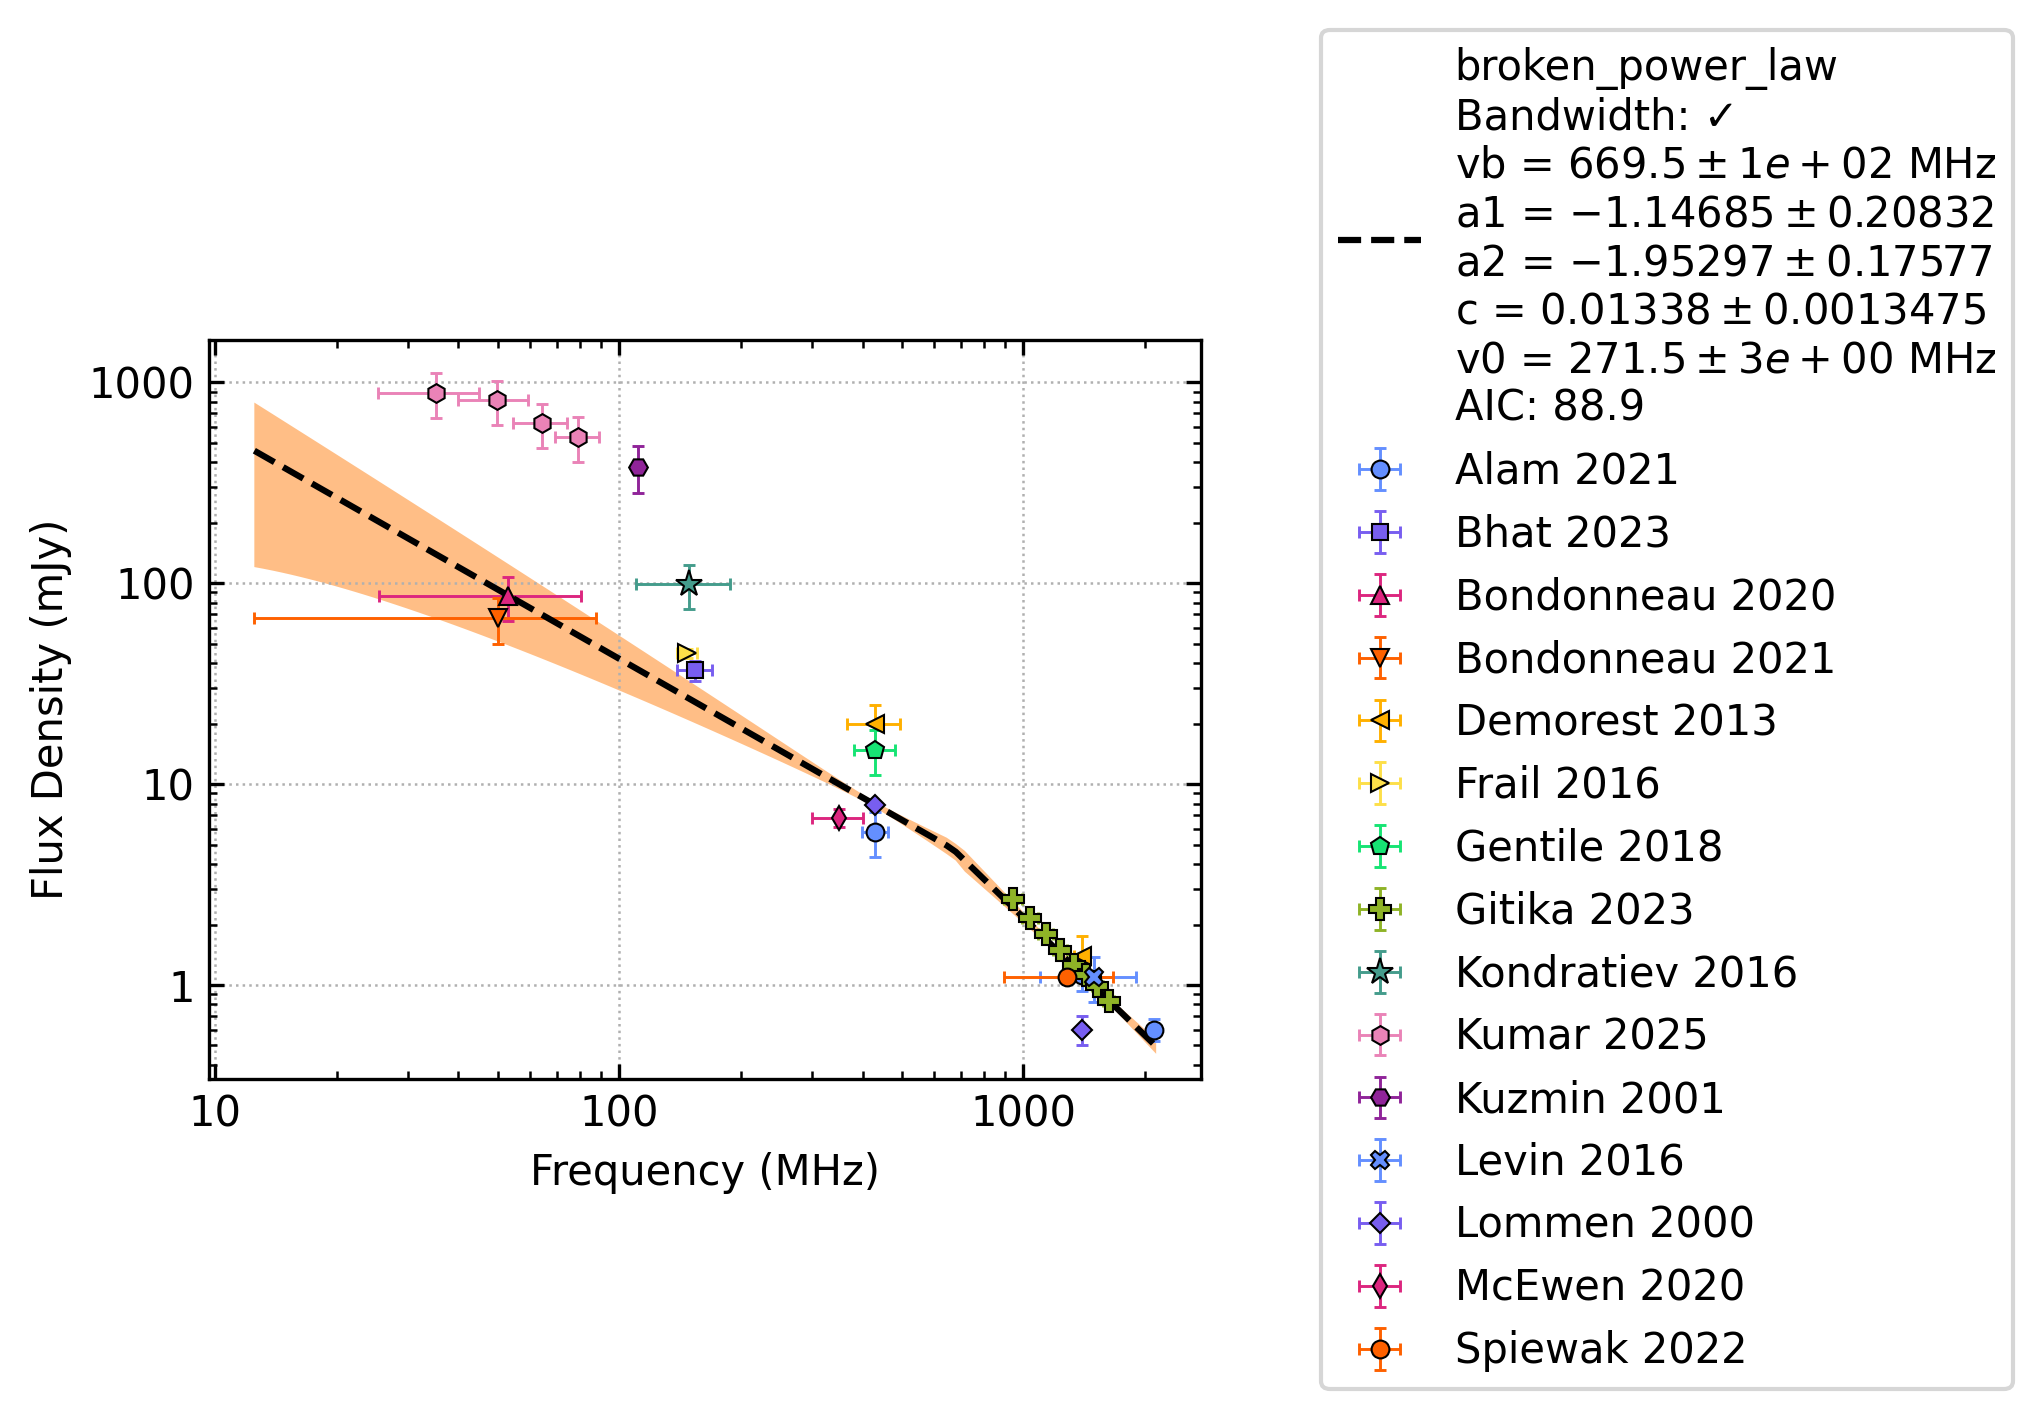 broken_power_law
Bandwidth: ✓
vb = 669.5 ± 1e + 02 MHz
a1 = −1.14685 ± 0.20832
a2 = −1.95297 ± 0.17577
c = 0.01338 ± 0.0013475
v0 = 271.5 ± 3e + 00 MHz
AIC: 88.9
Alam 2021
Bhat 2023
Bondonneau 2020
Bondonneau 2021
Demorest 2013
Frail 2016
Gentile 2018
Gitika 2023
Kondratiev 2016
Kumar 2025
Kuzmin 2001
Levin 2016
Lommen 2000
McEwen 2020
Spiewak 2022
Flux Density (mJy)
1000
100
10
1
10 100 1000
Frequency (MHz)